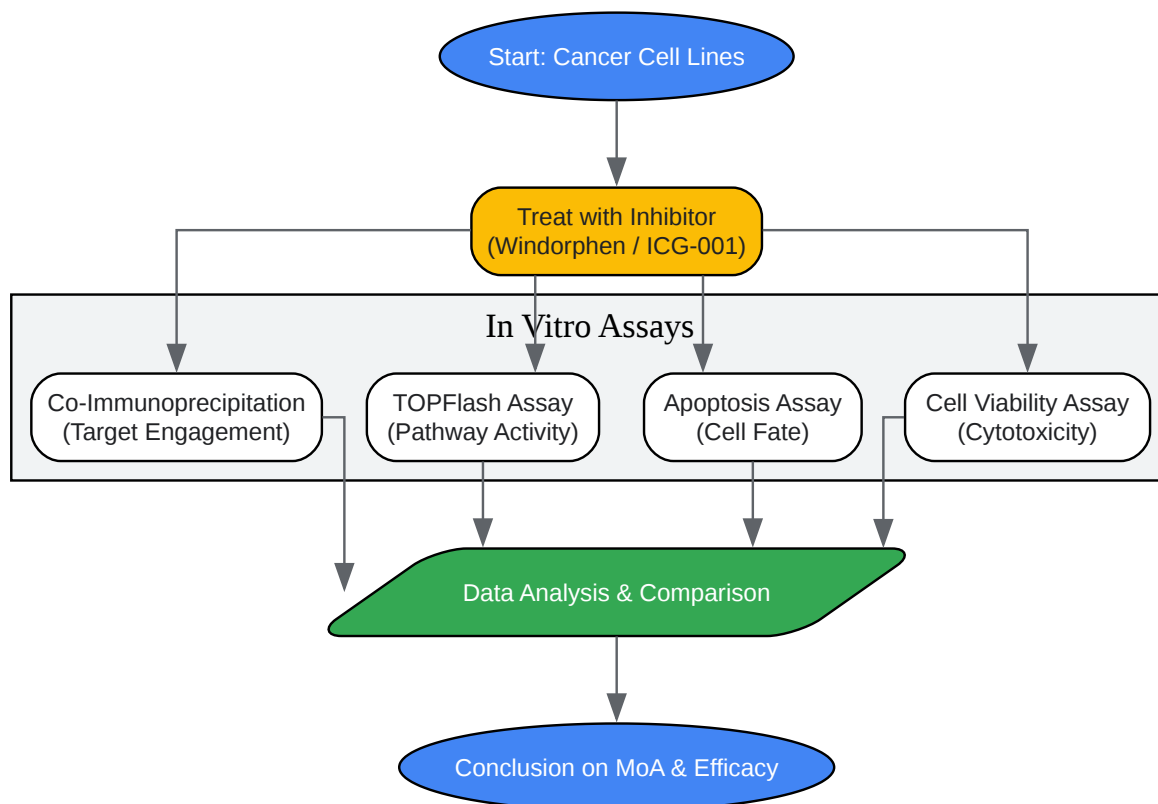 Start: Cancer Cell Lines
Treat with Inhibitor
(Windorphen / ICG-001)
In Vitro Assays
Co-Immunoprecipitation
(Target Engagement)
TOPFlash Assay
(Pathway Activity)
Apoptosis Assay
(Cell Fate)
Cell Viability Assay
(Cytotoxicity)
Data Analysis & Comparison
Conclusion on MoA & Efficacy